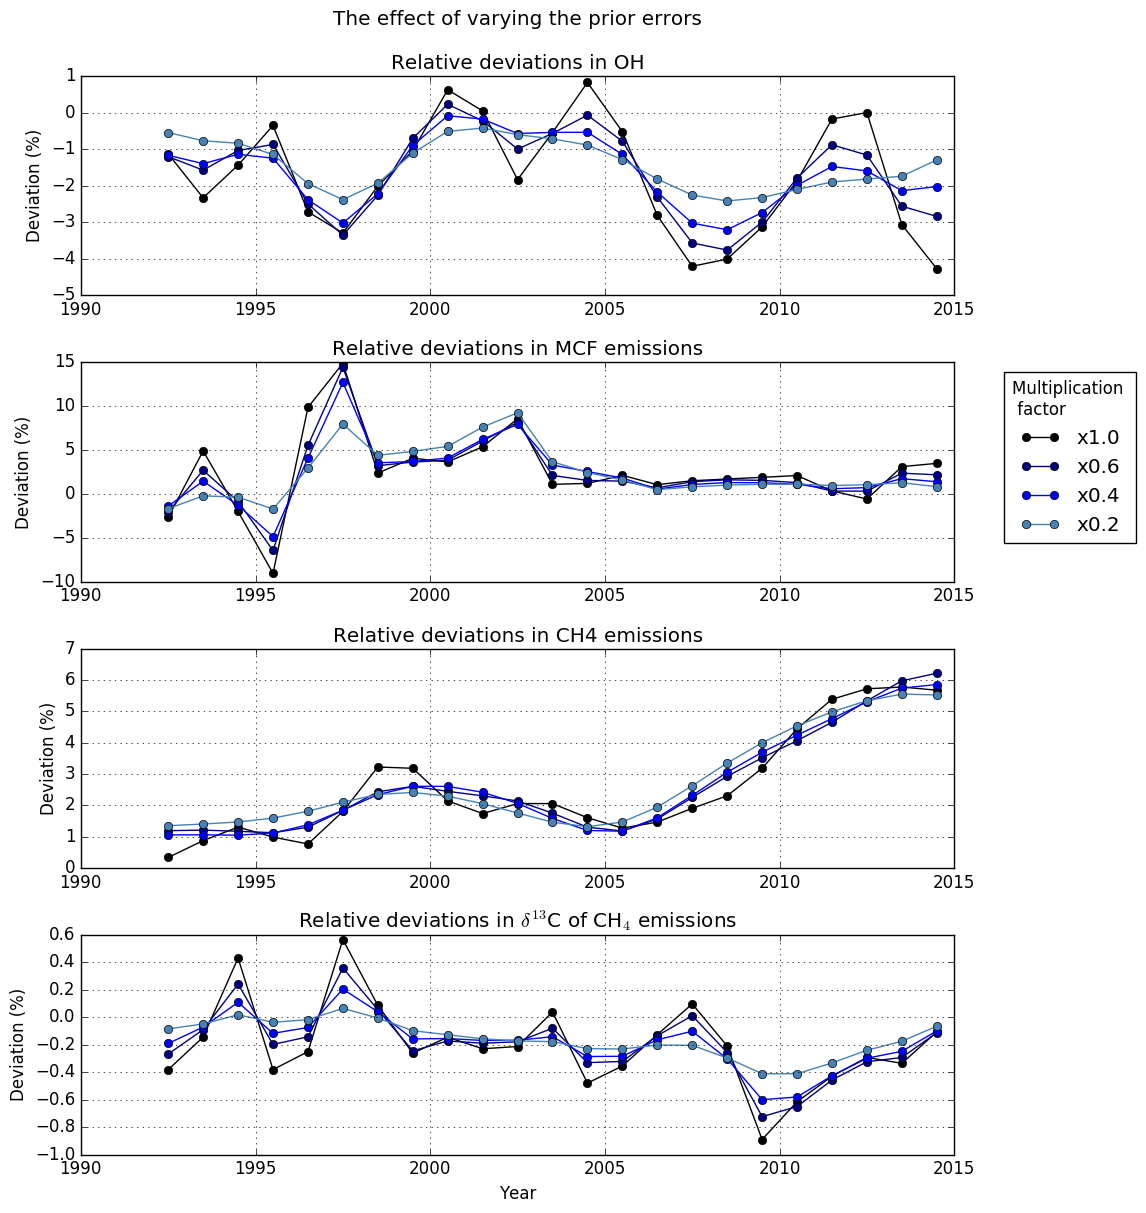 The effect of varying the prior errors
Relative deviations in OH
Deviation (%)
1
0
−1
−2
−3
−4
−5
1990 1995 2000 2005 2010 2015
Relative deviations in MCF emissions
Deviation (%)
15
10
5
0
−5
−10
1990 1995 2000 2005 2010 2015
Multiplication
factor
x1.0
x0.6
x0.4
x0.2
Relative deviations in CH4 emissions
Deviation (%)
7
6
5
4
3
2
1
0
1990 1995 2000 2005 2010 2015
Relative deviations in δ¹³C of CH₄ emissions
Deviation (%)
0.6
0.4
0.2
0.0
−0.2
−0.4
−0.6
−0.8
−1.0
1990 1995 2000 2005 2010 2015
Year